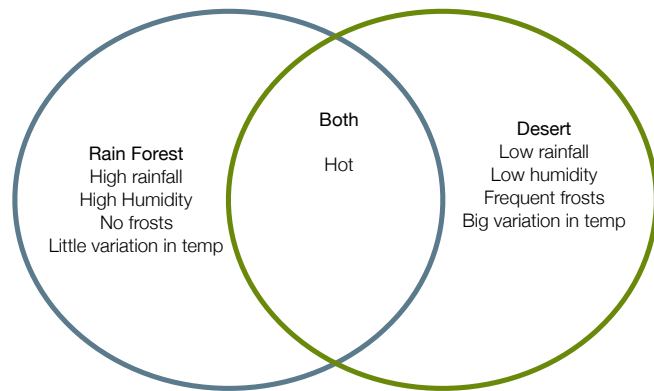 Rain Forest
High rainfall
High Humidity
No frosts
Little variation in temp
Both
Hot
Desert
Low rainfall
Low humidity
Frequent frosts
Big variation in temp